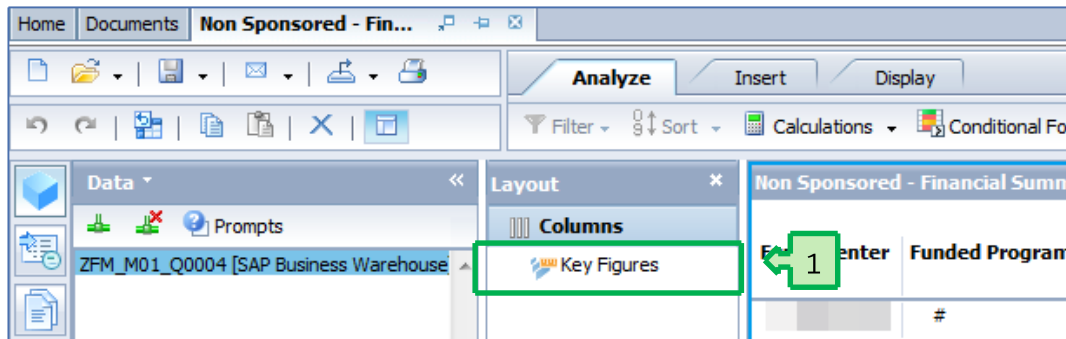 Home Documents Non Sponsored - Fin...
Analyze Insert Display
Filter Sort Calculations Conditional Fo
Data Layout Non Sponsored - Financial Summ
Prompts Columns
ZFM_M01_Q0004 [SAP Business Warehouse Key Figures 1 enter Funded Program
#